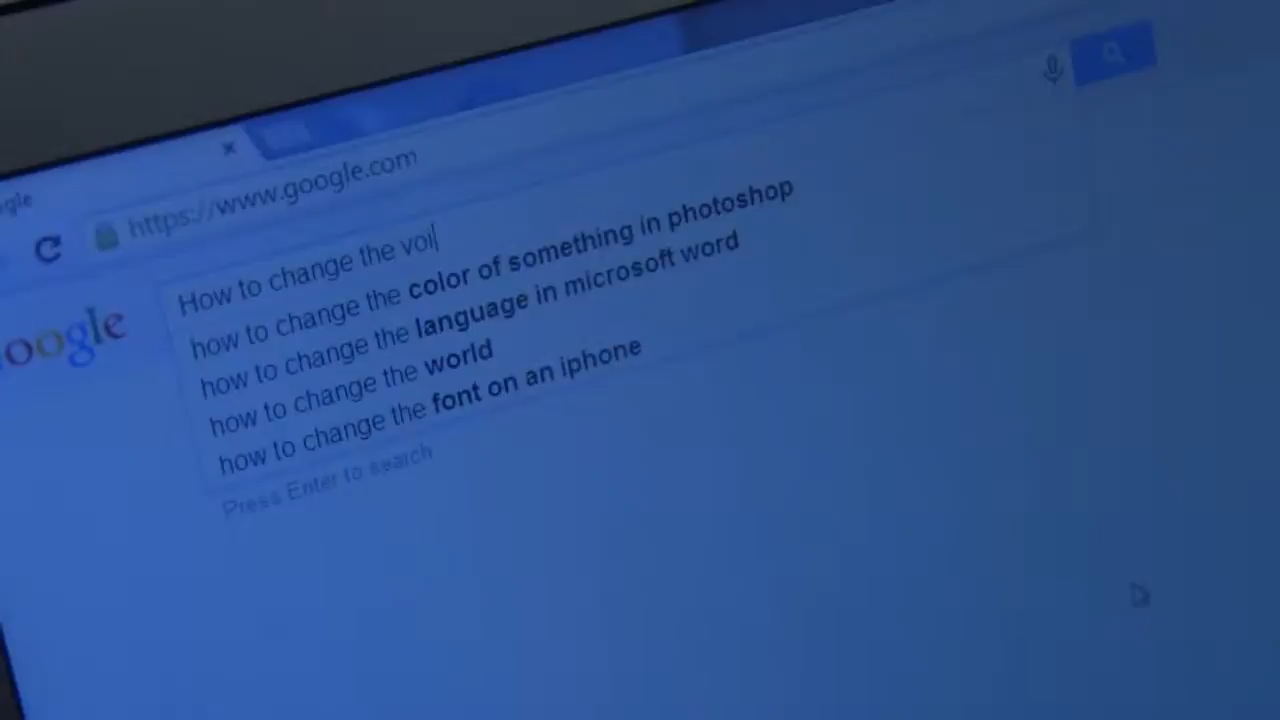 gle
https://www.google.com
How to change the voi
oogle
how to change the color of something in photoshop
how to change the language in microsoft word
how to change the world
how to change the font on an iphone
Press Enter to search